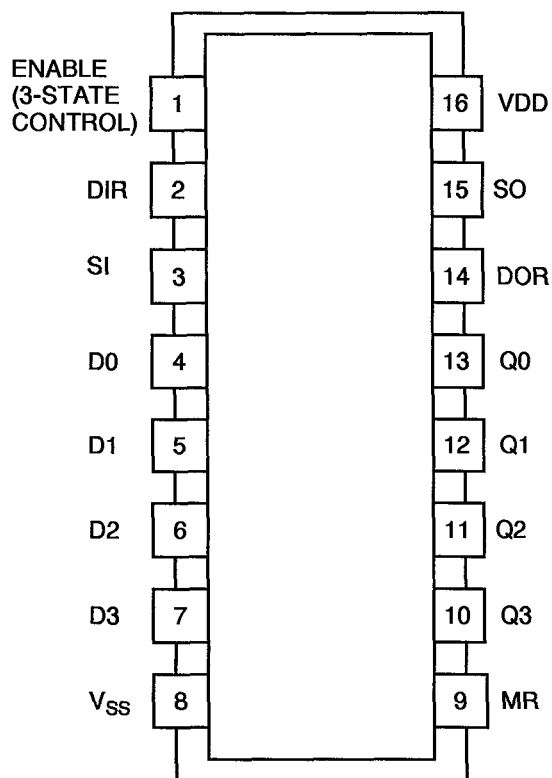 ENABLE
(3-STATE
CONTROL)
1
16
VDD
DIR
2
15
SO
SI
3
14
DOR
D0
4
13
Q0
D1
5
12
Q1
D2
6
11
Q2
D3
7
10
Q3
VSS
8
9
MR